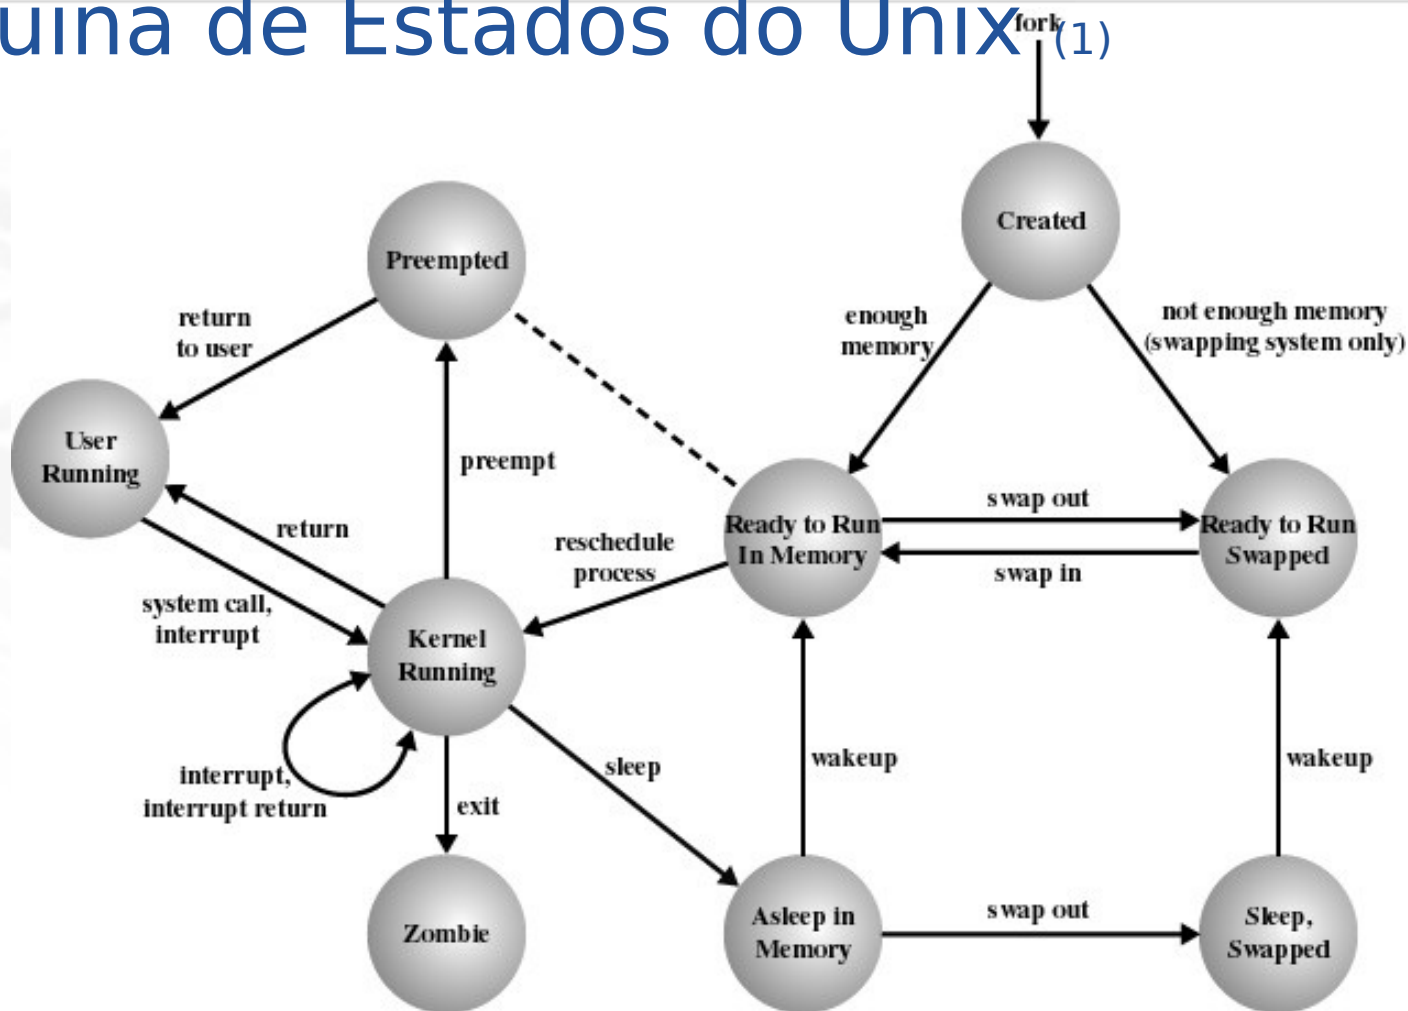 uina de Estados do Unix (1)
fork
Created
Preempted
return
to user
enough
memory
not enough memory
(swapping system only)
User
Running
preempt
return
reschedule
process
swap out
Ready to Run
In Memory
Ready to Run
Swapped
swap in
system call,
interrupt
Kernel
Running
interrupt,
interrupt return
sleep
wakeup
wakeup
exit
Zombie
Asleep in
Memory
swap out
Sleep,
Swapped